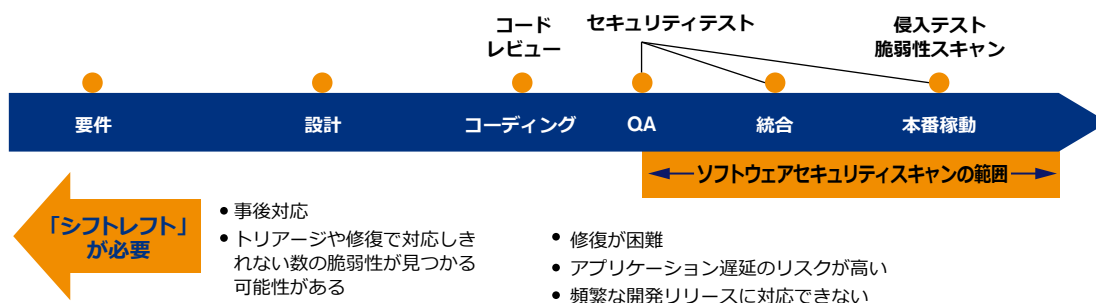 コード
レビュー
セキュリティテスト
侵入テスト
脆弱性スキャン
要件
設計
コーディング
QA
統合
本番稼動
ソフトウェアセキュリティスキャンの範囲
「シフトレフト」
が必要
• 事後対応
• トリアージや修復で対応しき
れない数の脆弱性が見つかる
可能性がある
• 修復が困難
• アプリケーション遅延のリスクが高い
• 頻繁な開発リリースに対応できない